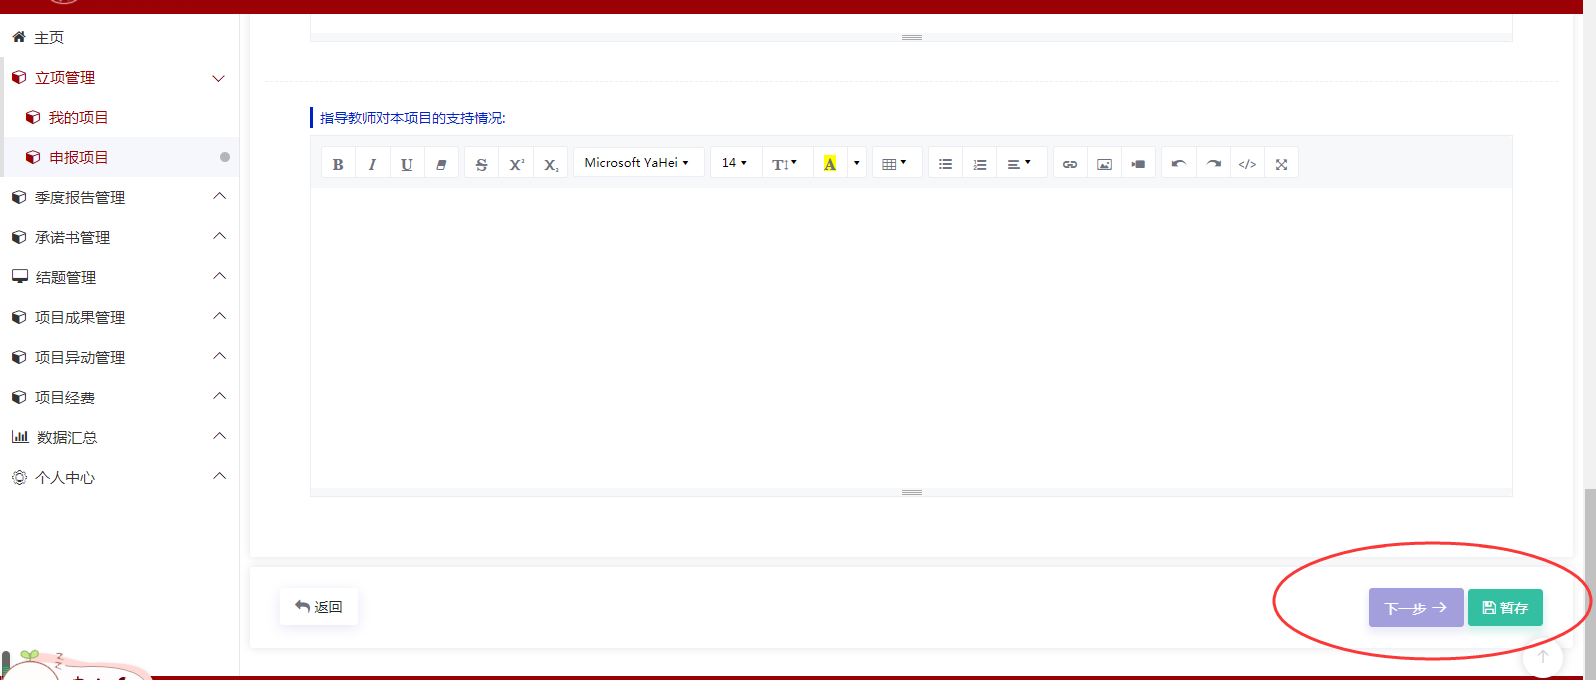 主页
立项管理
我的项目
申报项目
季度报告管理
承诺书管理
结题管理
项目成果管理
项目异动管理
项目经费
数据汇总
个人中心
指导教师对本项目的支持情况:
B I U S X² X₂ Microsoft YaHei 14 T A </>
返回
下一步
暂存